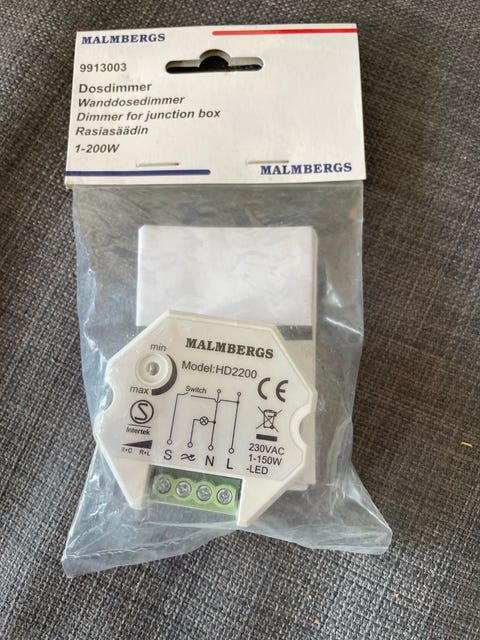 MALMBERGS
9913003
Dosdimmer
Wanddosedimmer
Dimmer for junction box
Rasiasäädin
1-200W
MALMBERGS
MALMBERGS
Model:HD2200
min
max
Switch
S
Intertek
R+C R+L
S N L
230VAC
1-150W
-LED
CE